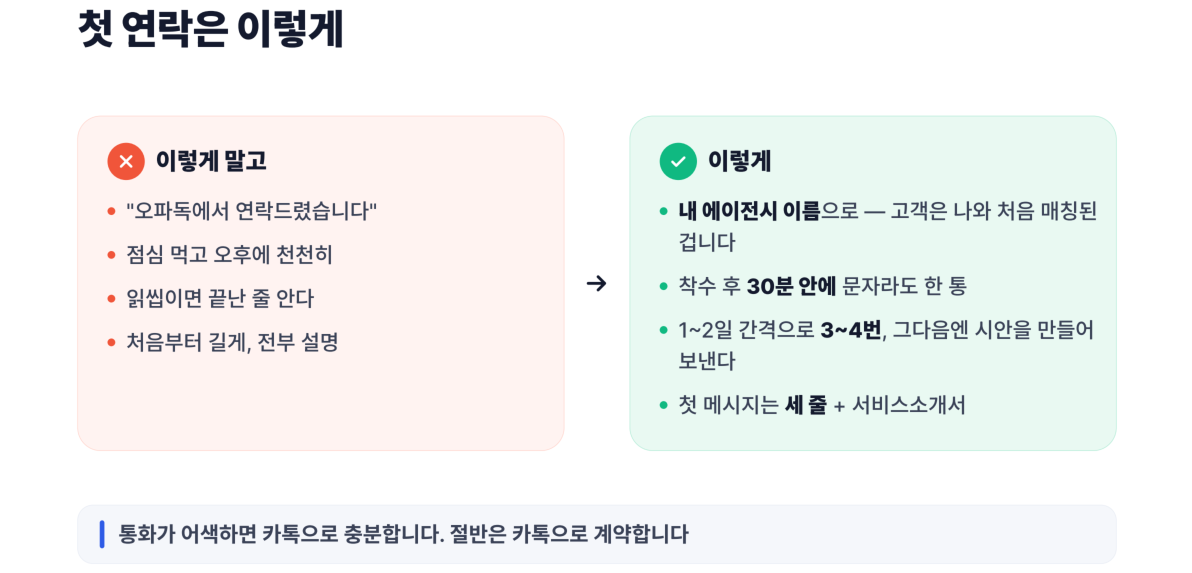 첫 연락은 이렇게
이렇게 말고
"오파독에서 연락드렸습니다"
점심 먹고 오후에 천천히
읽씹이면 끝난 줄 안다
처음부터 길게, 전부 설명
이렇게
내 에이전시 이름으로 — 고객은 나와 처음 매칭된
겁니다
착수 후 30분 안에 문자라도 한 통
1~2일 간격으로 3~4번, 그다음엔 시안을 만들어
보낸다
첫 메시지는 세 줄 + 서비스소개서
통화가 어색하면 카톡으로 충분합니다. 절반은 카톡으로 계약합니다